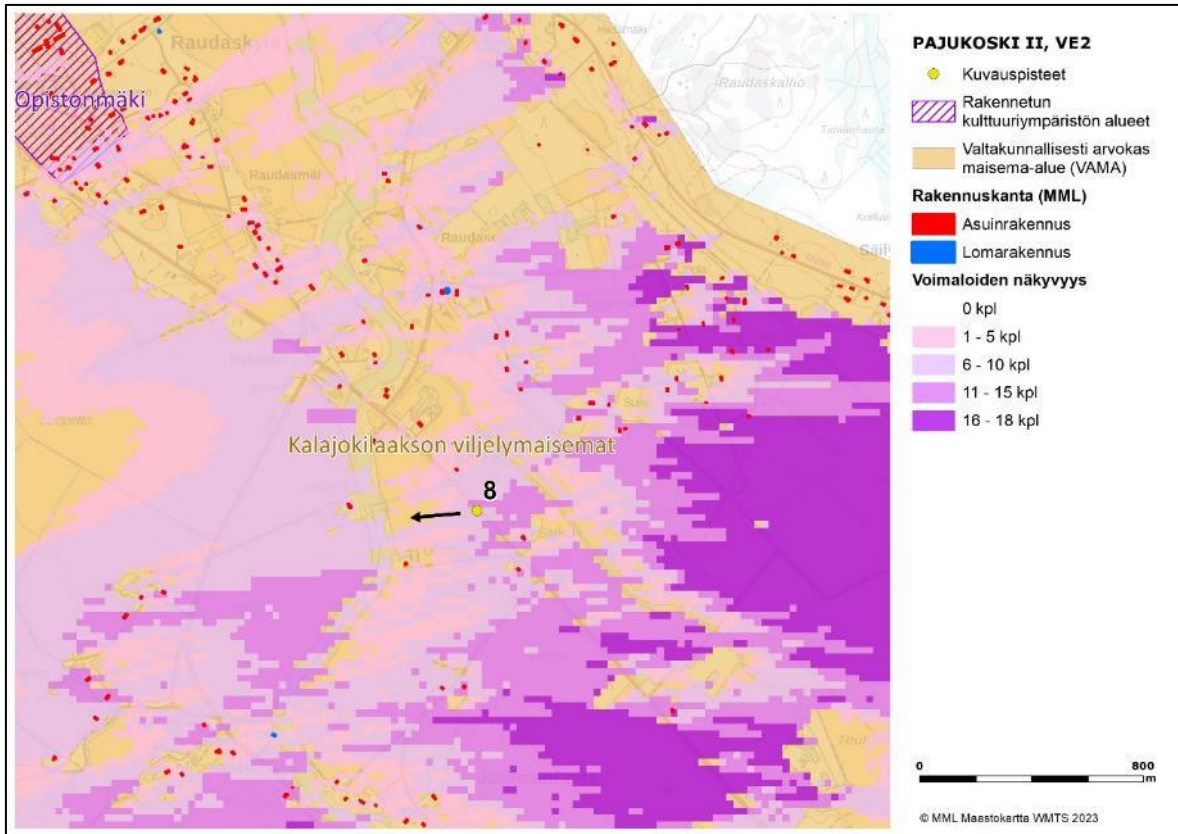 Raudaskylä
Hietamäki
Raudaskallio
Opistonmäki
Raudasmäki
Kalajokilaakson viljelymaisemat
8
PAJUKOSKI II, VE2
Kuvauspisteet
Rakennetun
kulttuuriympäristön alueet
Valtakunnallisesti arvokas
maisema-alue (VAMA)
Rakennuskanta (MML)
Asuinrakennus
Lomarakennus
Voimaloiden näkyvyys
0 kpl
1 - 5 kpl
6 - 10 kpl
11 - 15 kpl
16 - 18 kpl
0 800
m
© MML Maastokartta WMTS 2023